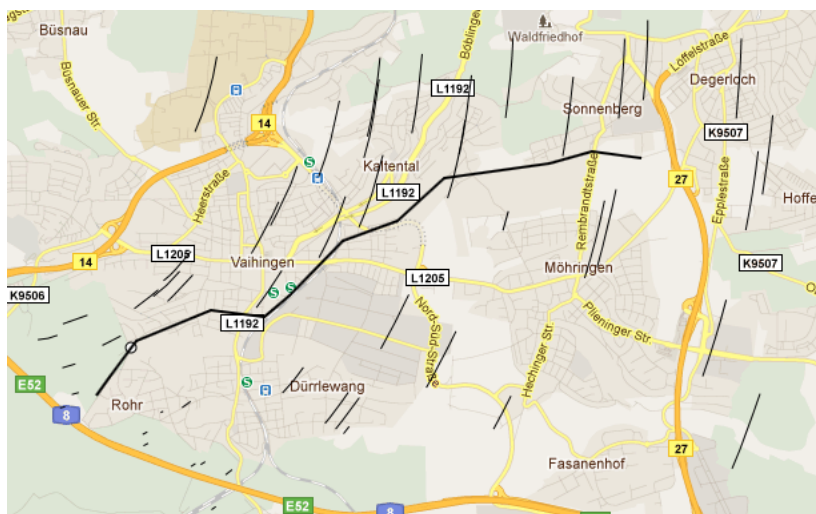 Büsnau
Büsnauer Str.
14
Heerstraße
L1205
14
K9506
Vaihingen
L1192
Rohr
E52
8
Dürrlewang
E52
8
Kaltental
L1192
L1192
Böblinger
Waldfriedhof
Sonnenberg
Löffelstraße
Degerloch
K9507
27
Epplestraße
K9507
Rembrandtstraße
Möhringen
L1205
Nord-Süd-Straße
Hechinger Str.
Plieninger Str.
27
Fasanenhof